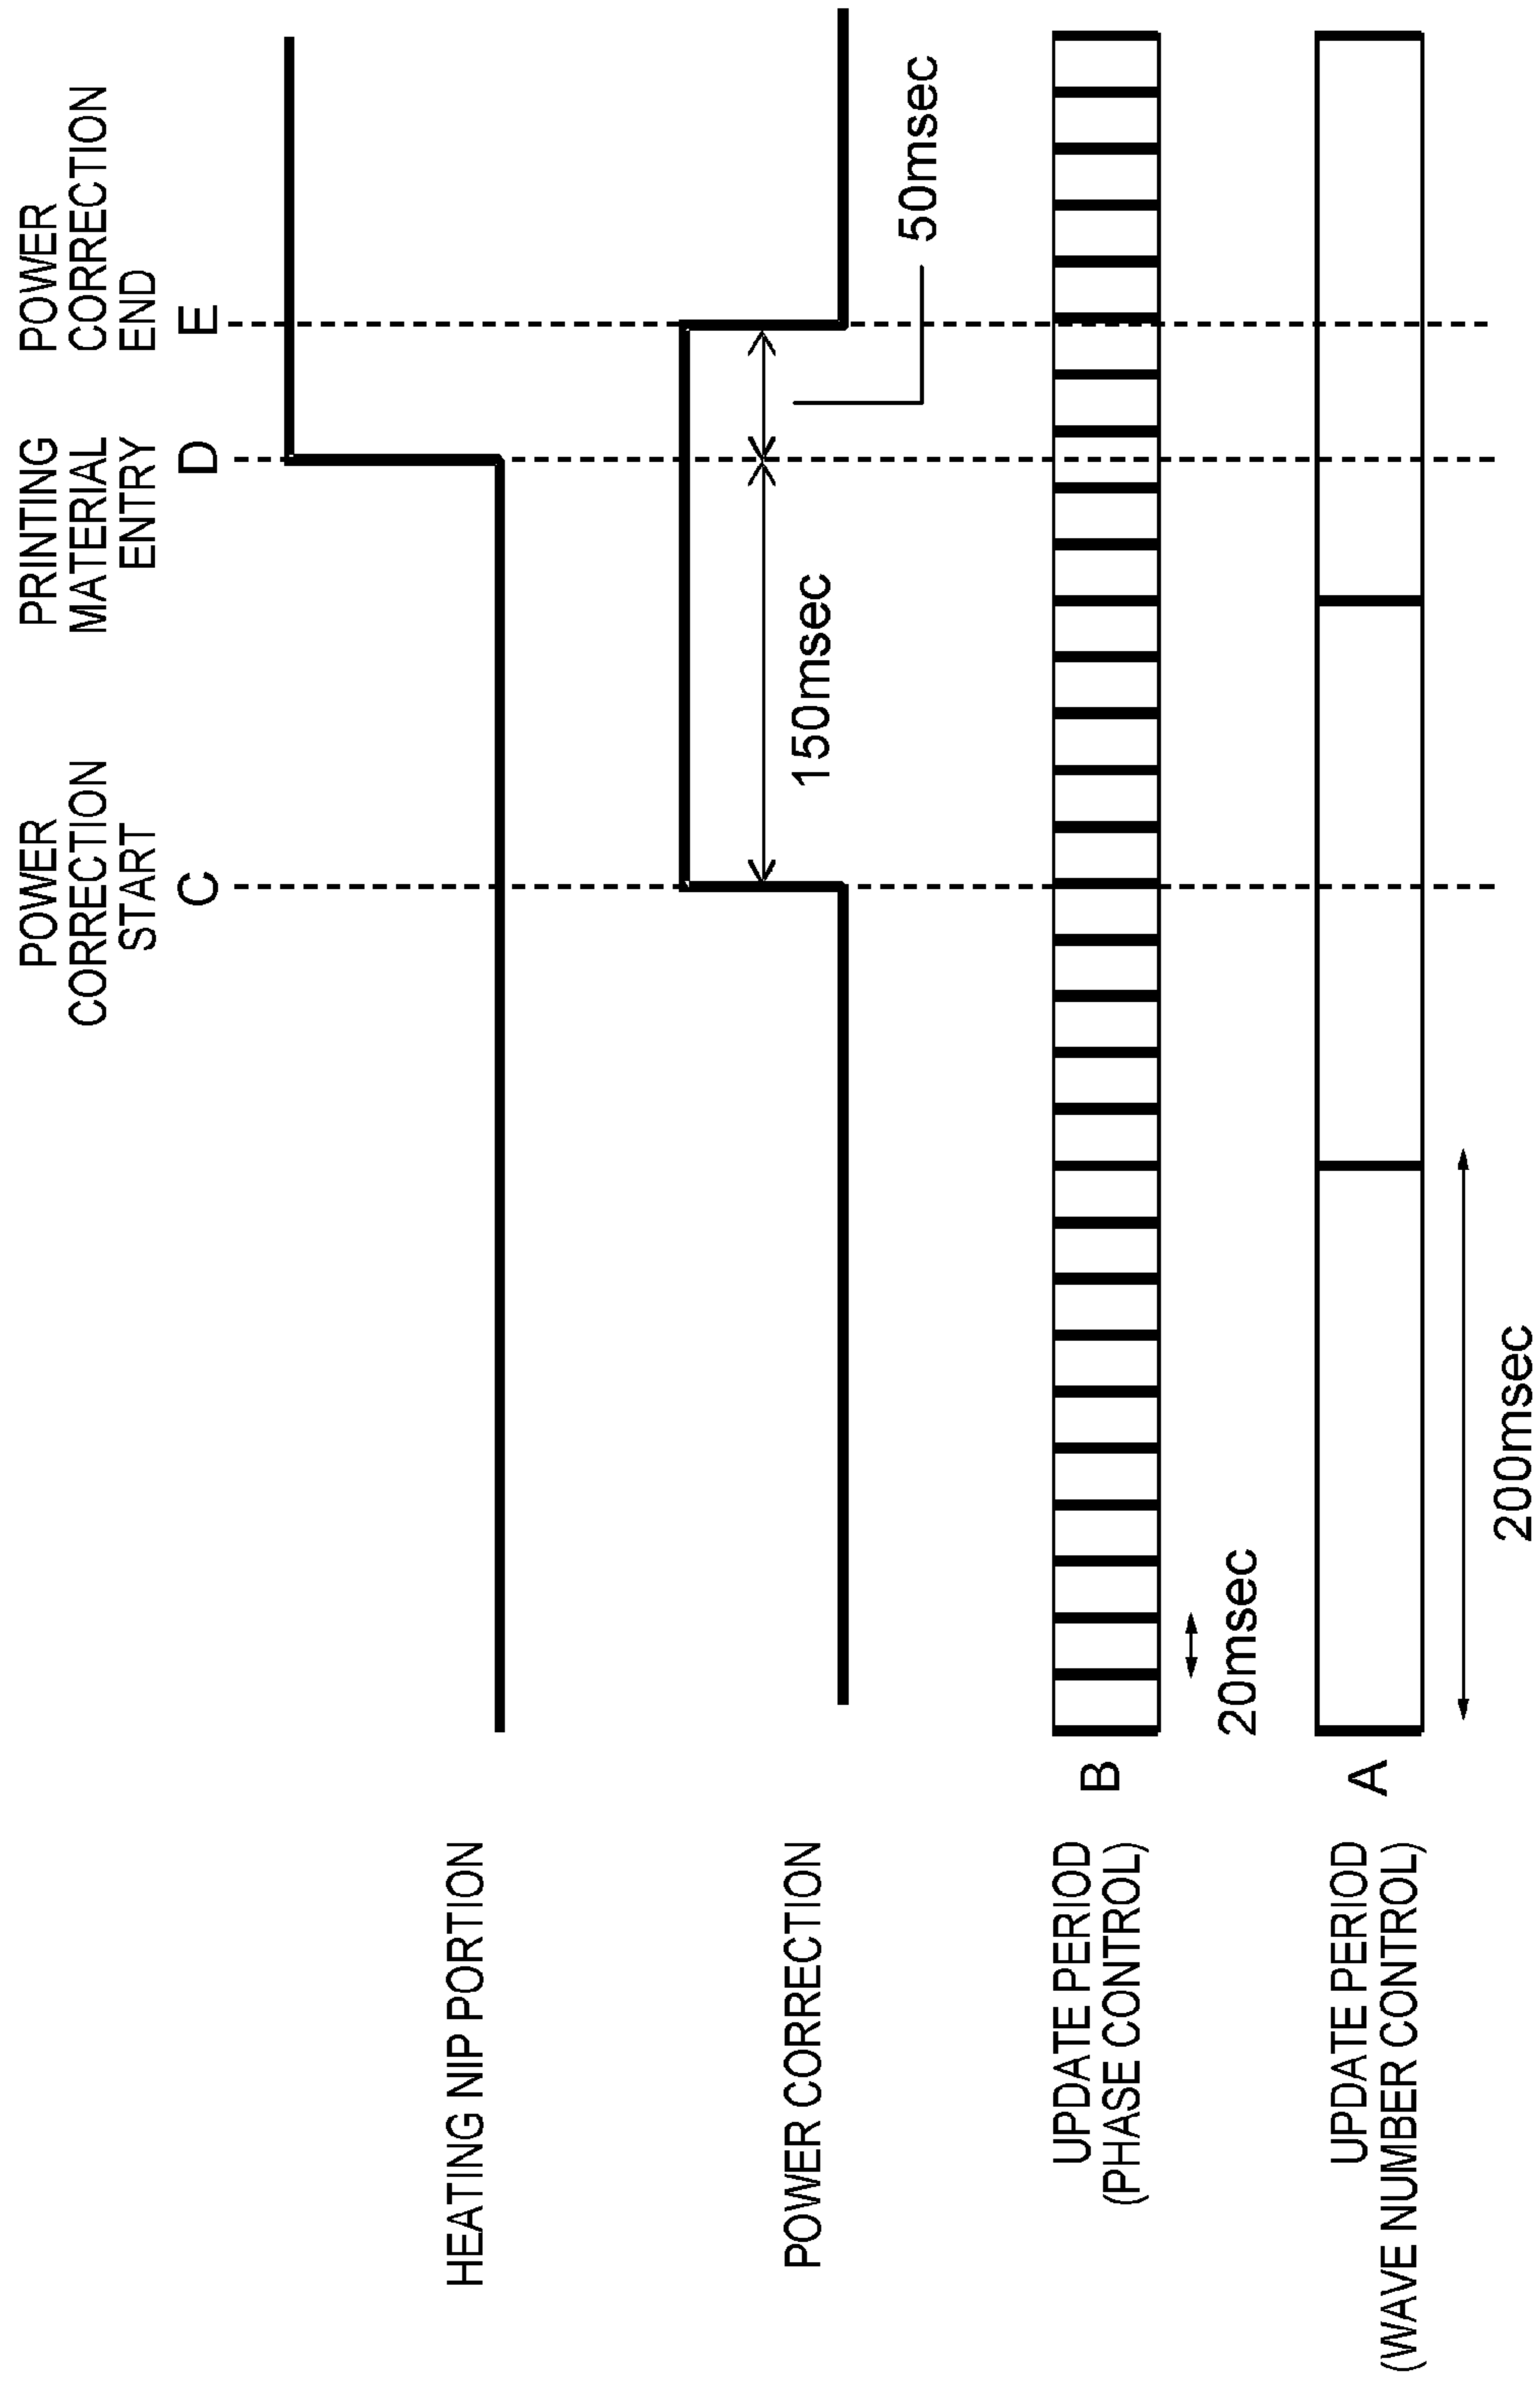 POWER
CORRECTION
START
C
PRINTING
MATERIAL
ENTRY
D
POWER
CORRECTION
END
E
HEATING NIP PORTION
POWER CORRECTION
150msec
50msec
UPDATE PERIOD
(PHASE CONTROL)
B
20msec
UPDATE PERIOD
(WAVE NUMBER CONTROL)
A
200msec